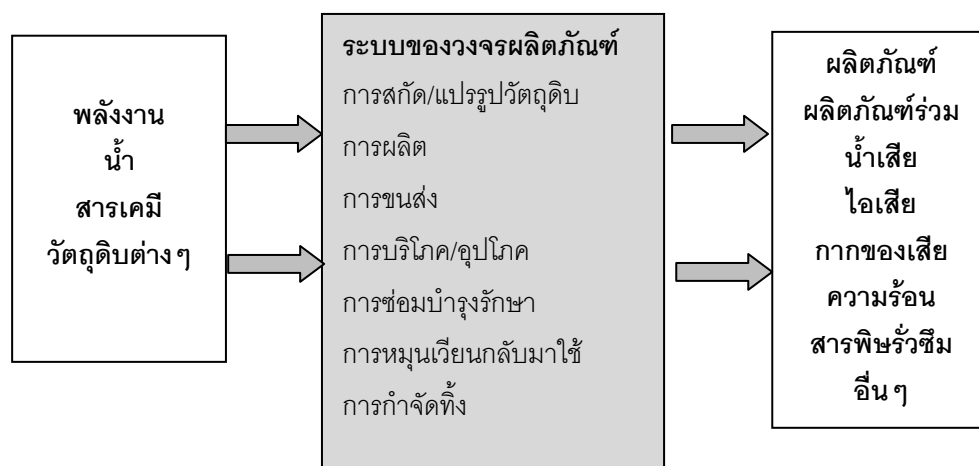 พลังงาน
น้ำ
สารเคมี
วัตถุดิบต่างๆ
ระบบของวงจรผลิตภัณฑ์
การสกัด/แปรรูปวัตถุดิบ
การผลิต
การขนส่ง
การบริโภค/อุปโภค
การซ่อมบำรุงรักษา
การหมุนเวียนกลับมาใช้
การกำจัดทิ้ง
ผลิตภัณฑ์
ผลิตภัณฑ์ร่วม
น้ำเสีย
ไอเสีย
กากของเสีย
ความร้อน
สารพิษรั่วซึม
อื่นๆ